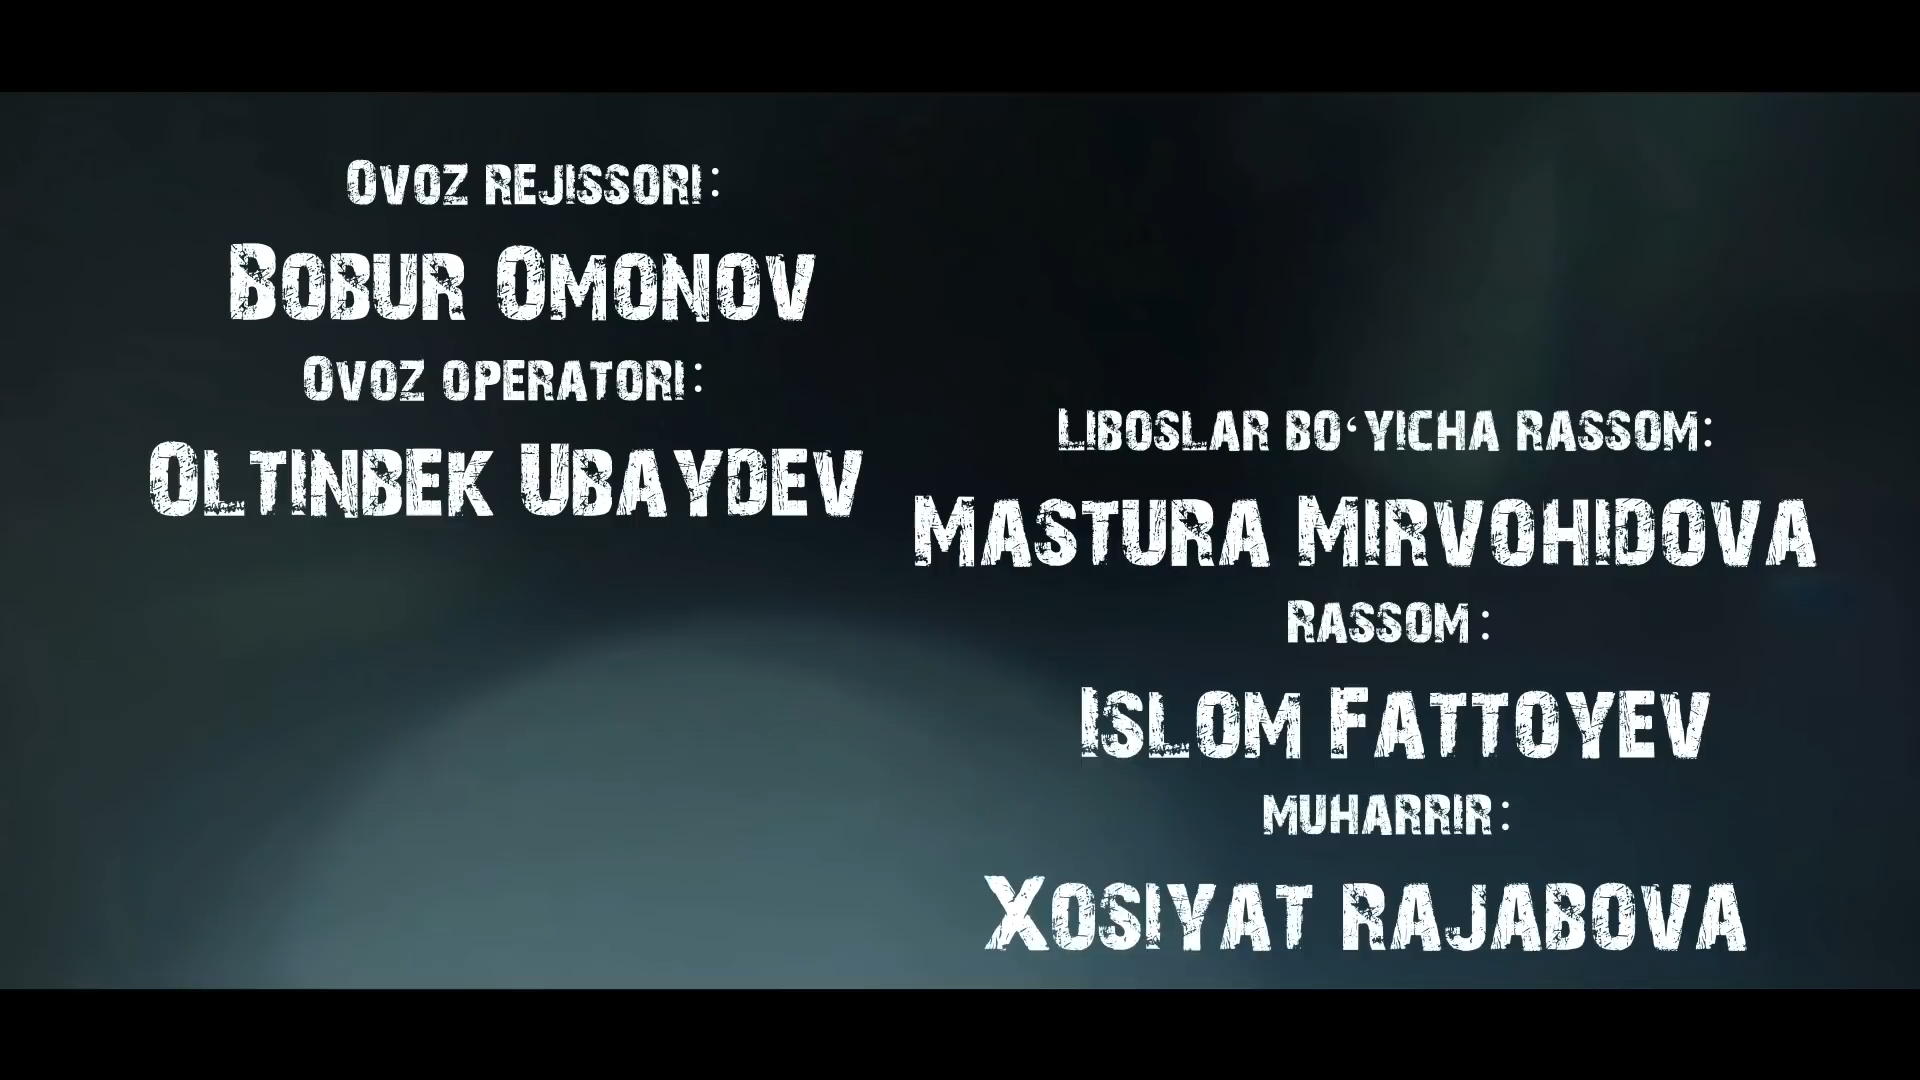 Ovoz rejissori:
Bobur Omonov
Ovoz operatori:
Oltinbek Ubaydev
Liboslar bo‘yicha rassom:
Mastura Mirvohidova
Rassom:
Islom Fattoyev
muharrir:
Xosiyat rajabova